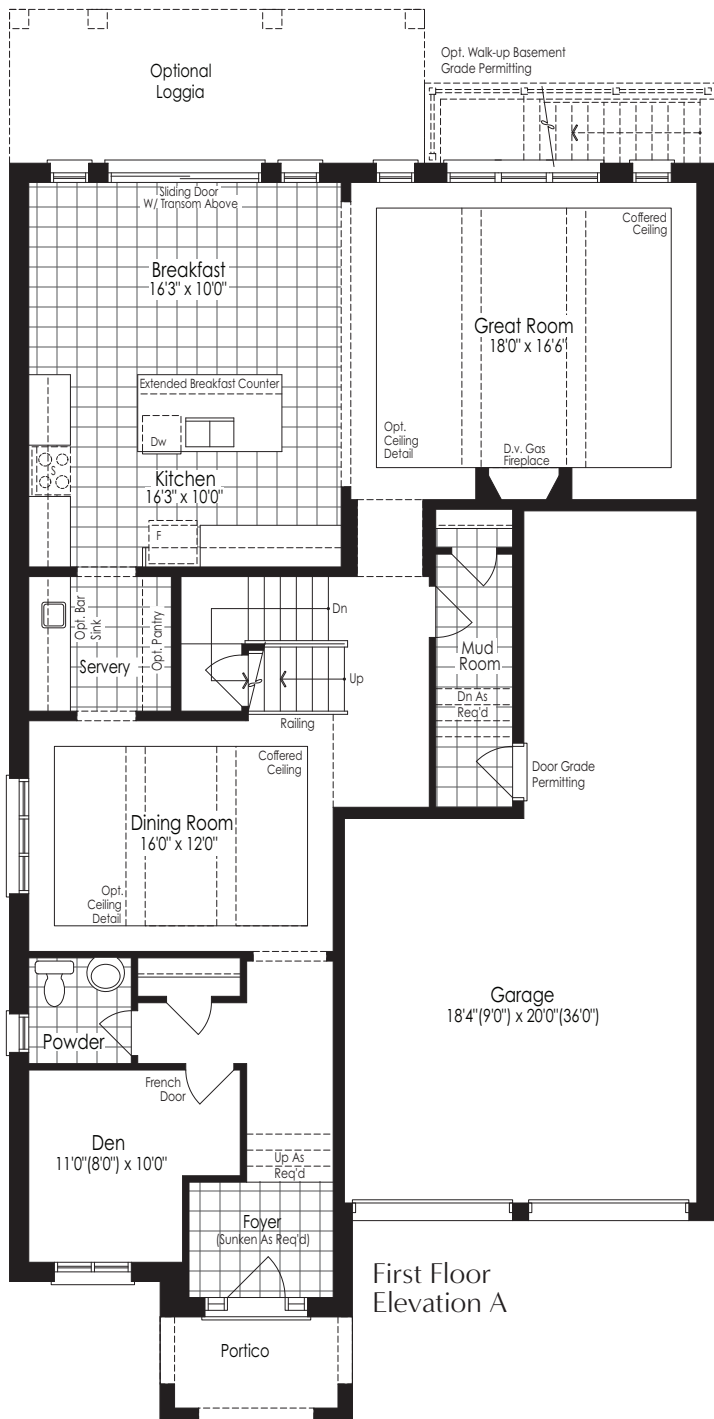 Optional
Loggia
Opt. Walk-up Basement
Grade Permitting
Sliding Door
W/ Transom Above
Coffered
Ceiling
Breakfast
16'3" x 10'0"
Great Room
18'0" x 16'6"
Extended Breakfast Counter
Dw
Opt.
Ceiling
Detail
D.v. Gas
Fireplace
S
Kitchen
16'3" x 10'0"
F
Opt. Bar
Sink
Opt. Pantry
Servery
Dn
Up
Railing
Mud
Room
Dn As
Req'd
Door Grade
Permitting
Coffered
Ceiling
Dining Room
16'0" x 12'0"
Opt.
Ceiling
Detail
Garage
18'4"(9'0") x 20'0"(36'0")
Powder
French
Door
Den
11'0"(8'0") x 10'0"
Up As
Req'd
Foyer
(Sunken As Req'd)
First Floor
Elevation A
Portico